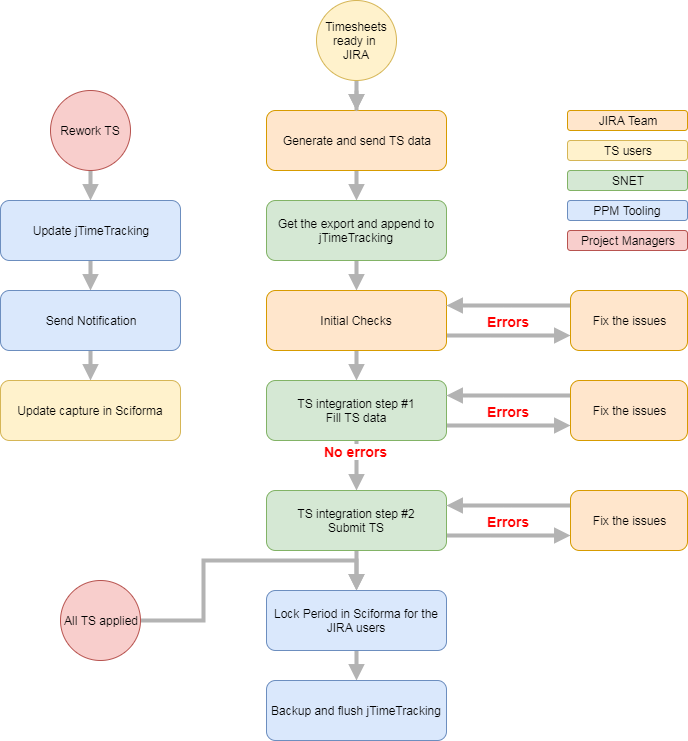 Timesheets
ready in
JIRA
Rework TS
Generate and send TS data
JIRA Team
TS users
SNET
PPM Tooling
Project Managers
Update jTimeTracking
Get the export and append to
jTimeTracking
Send Notification
Initial Checks
Errors
Fix the issues
Update capture in Sciforma
TS integration step #1
Fill TS data
Errors
Fix the issues
No errors
TS integration step #2
Submit TS
Errors
Fix the issues
All TS applied
Lock Period in Sciforma for the
JIRA users
Backup and flush jTimeTracking